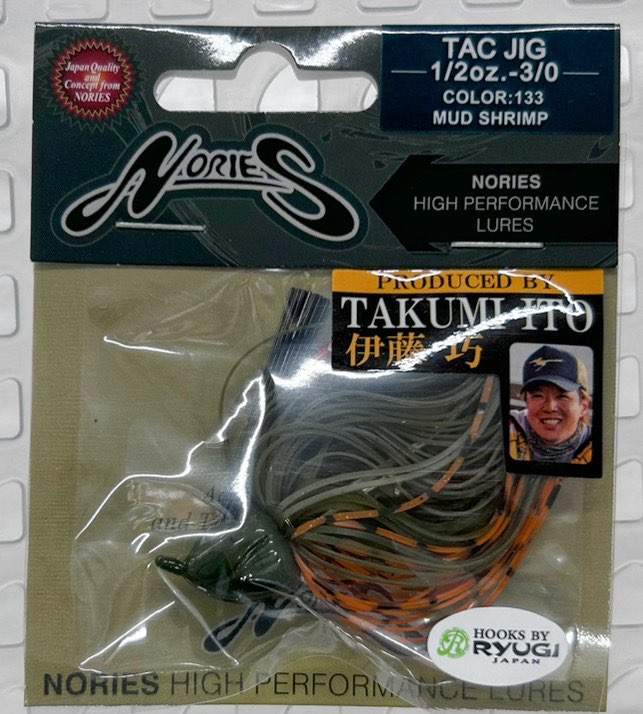 Japan Quality
and
Concept from
NORIES
TAC JIG
1/2oz.-3/0
COLOR:133
MUD SHRIMP
NORIES
NORIES
HIGH PERFORMANCE
LURES
PRODUCED BY
TAKUMI ITO
伊藤 巧
and
HOOKS BY
RYUGI
JAPAN
NORIES HIGH PERFORMANCE LURES